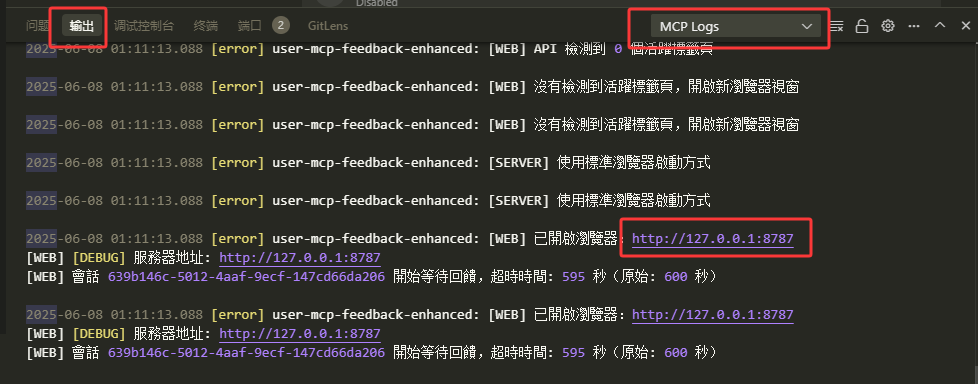 Disabled
问题 输出 调试控制台 终端 端口 2 GitLens MCP Logs
2025-06-08 01:11:13.088 [error] user-mcp-feedback-enhanced: [WEB] API 檢測到 0 個活躍標籤頁
2025-06-08 01:11:13.088 [error] user-mcp-feedback-enhanced: [WEB] 沒有檢測到活躍標籤頁，開啟新瀏覽器視窗
2025-06-08 01:11:13.088 [error] user-mcp-feedback-enhanced: [WEB] 沒有檢測到活躍標籤頁，開啟新瀏覽器視窗
2025-06-08 01:11:13.088 [error] user-mcp-feedback-enhanced: [SERVER] 使用標準瀏覽器啟動方式
2025-06-08 01:11:13.088 [error] user-mcp-feedback-enhanced: [SERVER] 使用標準瀏覽器啟動方式
2025-06-08 01:11:13.088 [error] user-mcp-feedback-enhanced: [WEB] 已開啟瀏覽器：http://127.0.0.1:8787
[WEB] [DEBUG] 服務器地址: http://127.0.0.1:8787
[WEB] 會話 639b146c-5012-4aaf-9ecf-147cd66da206 開始等待回饋，超時時間: 595 秒（原始: 600 秒）
2025-06-08 01:11:13.088 [error] user-mcp-feedback-enhanced: [WEB] 已開啟瀏覽器：http://127.0.0.1:8787
[WEB] [DEBUG] 服務器地址: http://127.0.0.1:8787
[WEB] 會話 639b146c-5012-4aaf-9ecf-147cd66da206 開始等待回饋，超時時間: 595 秒（原始: 600 秒）